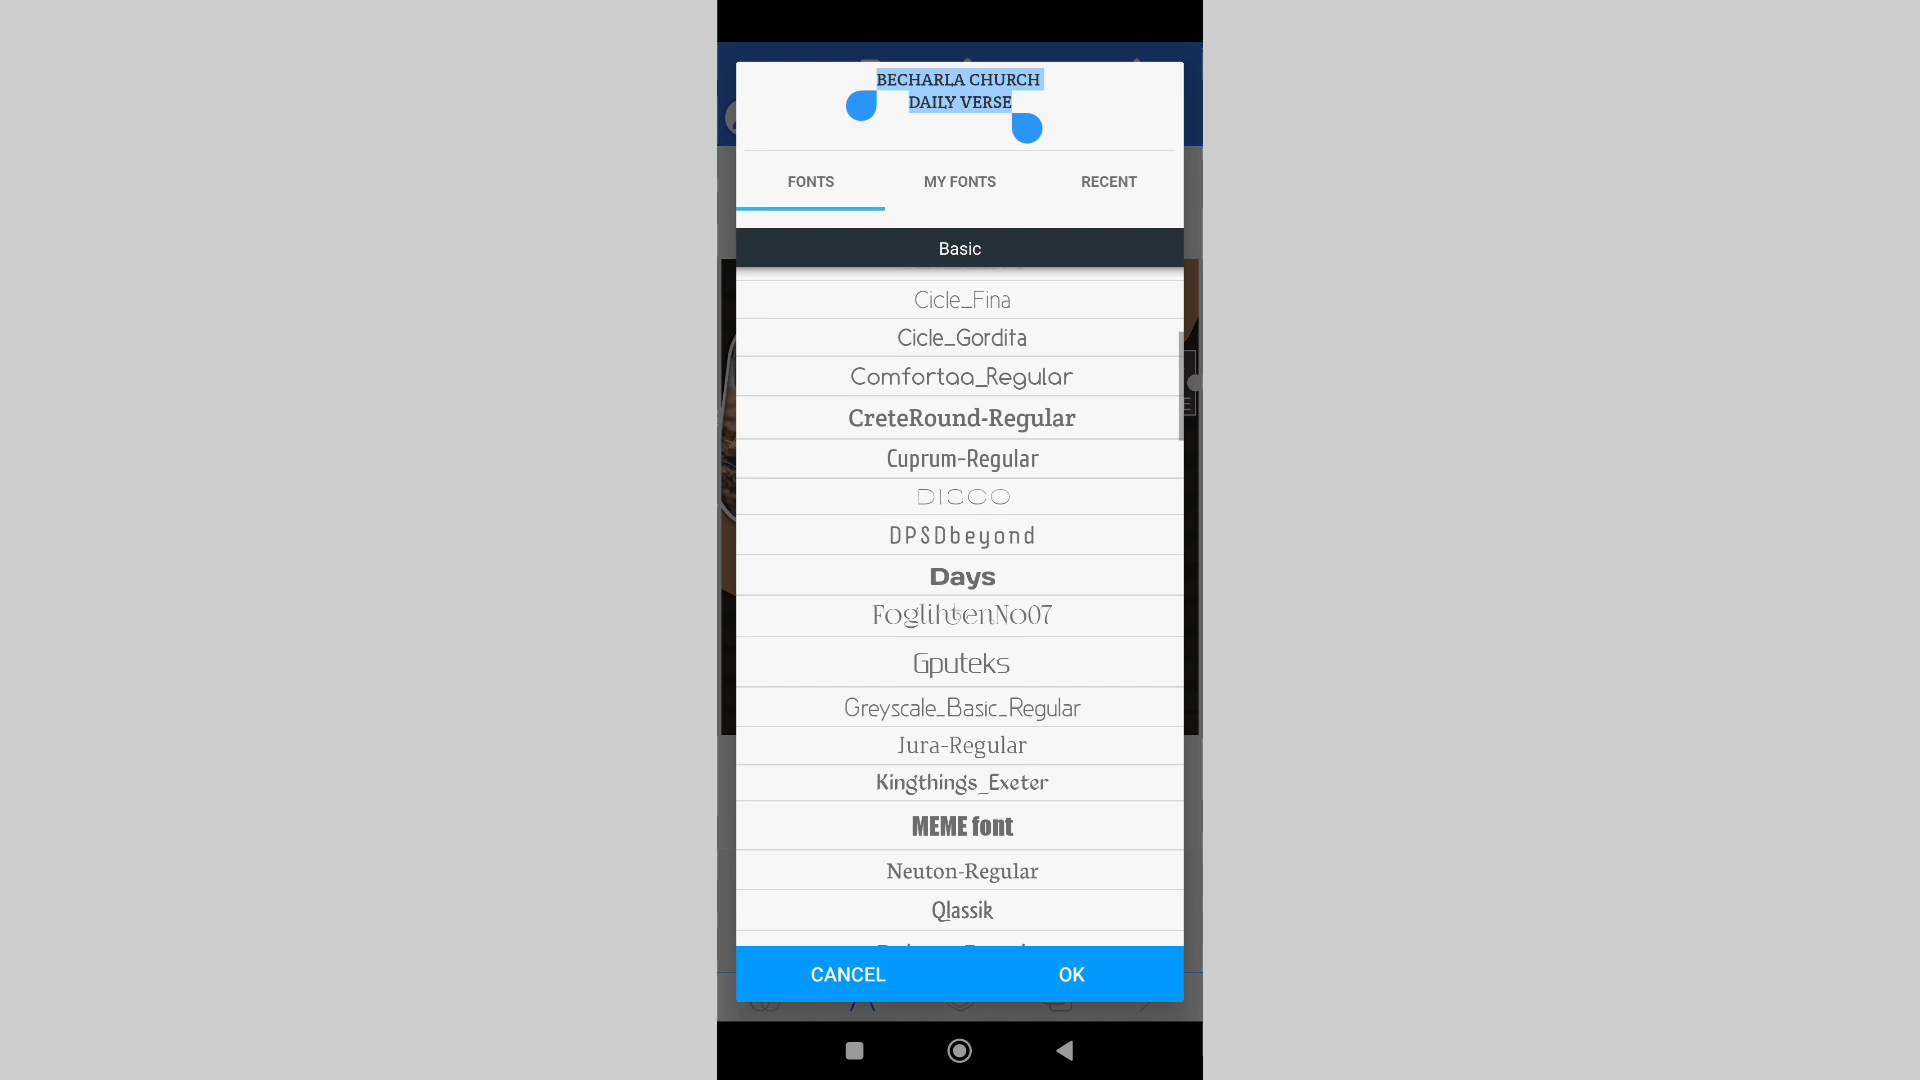 BECHARLA CHURCH
DAILY VERSE
FONTS
MY FONTS
RECENT
Basic
Cicle_Fina
Cicle_Gordita
Comfortaa_Regular
CreteRound-Regular
Cuprum-Regular
DISCO
DPSDbeyond
Days
FoglihtenNo07
Gputeks
Greyscale_Basic_Regular
Jura-Regular
Kingthings_Exeter
MEME font
Neuton-Regular
Qlassik
CANCEL
OK